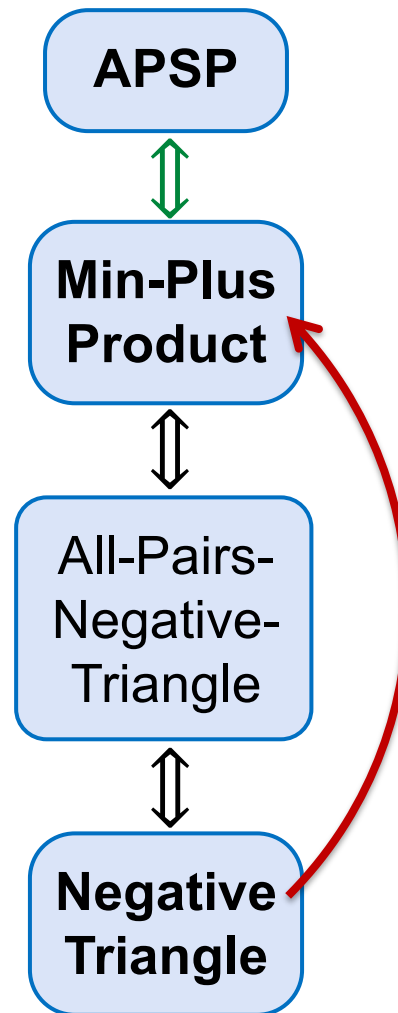 APSP
Min-Plus
Product
All-Pairs-
Negative-
Triangle
Negative
Triangle